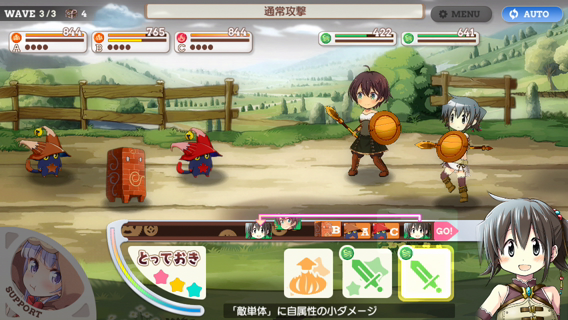 WAVE 3/3 4
通常攻撃
MENU
AUTO
844
A
765
B
844
C
422
641
B A C GO!
とっておき
SUPPORT
「敵単体」に自属性の小ダメージ